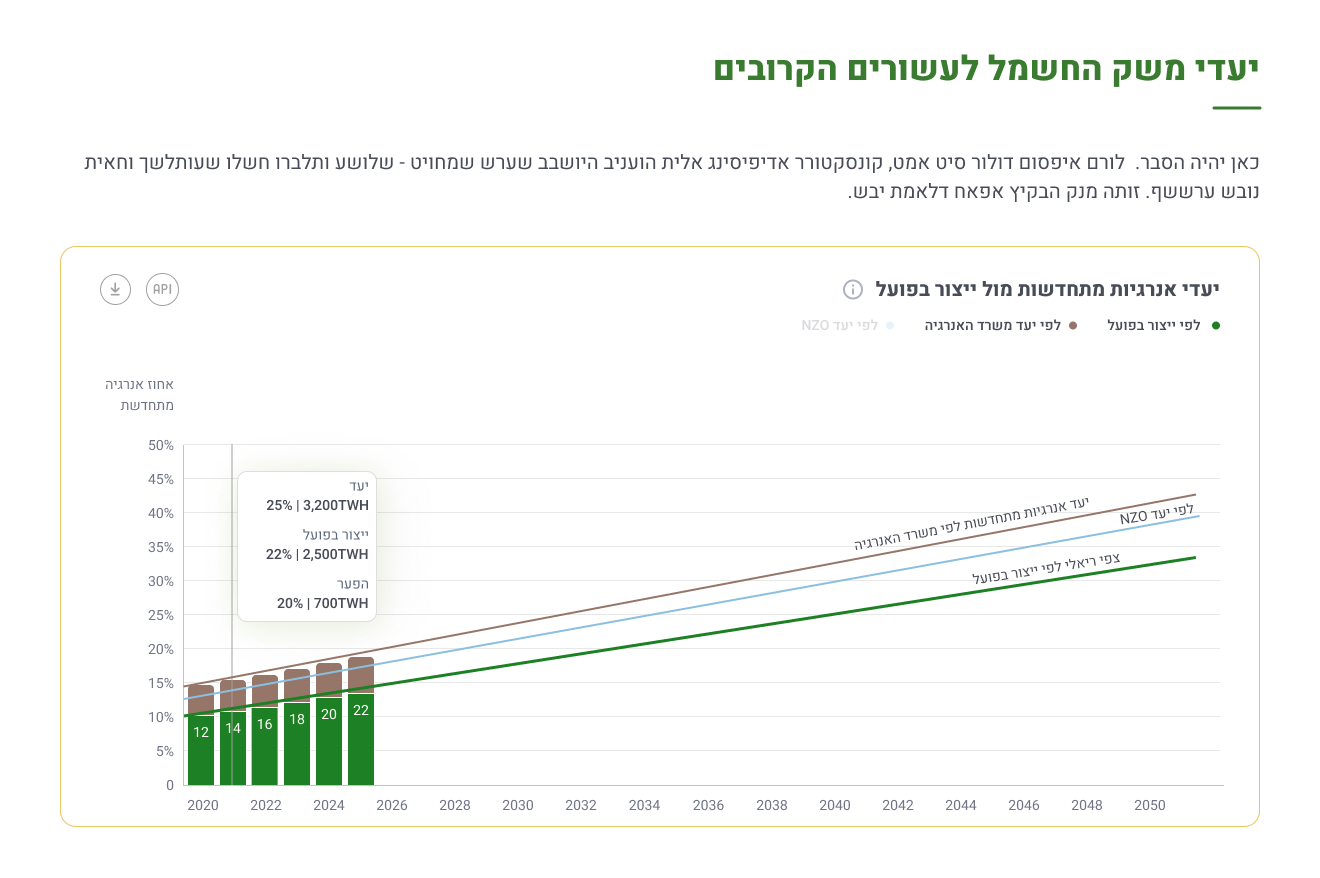 יעדי משק החשמל לעשורים הקרובים
כאן יהיה הסבר. לורם איפסום דולור סיט אמט, קונסקטורר אדיפיסינג אלית הועניב היושבב שערש שמחויט - שלושע ותלברו חשלו שעותלשך וחאית
נובש ערששף. זותה מנק הבקיץ אפאח דלאמת יבש.
יעדי אנרגיות מתחדשות מול ייצור בפועל
API
לפי ייצור בפועל
לפי יעד משרד האנרגיה
לפי יעד NZO
אחוז אנרגיה
מתחדשת
50%
45%
40%
35%
30%
25%
20%
15%
10%
5%
0
יעד
25% | 3,200TWH
ייצור בפועל
22% | 2,500TWH
הפער
20% | 700TWH
יעד אנרגיות מתחדשות לפי משרד האנרגיה
לפי יעד NZO
צפי ריאלי לפי ייצור בפועל
12
14
16
18
20
22
2020
2022
2024
2026
2028
2030
2032
2034
2036
2038
2040
2042
2044
2046
2048
2050